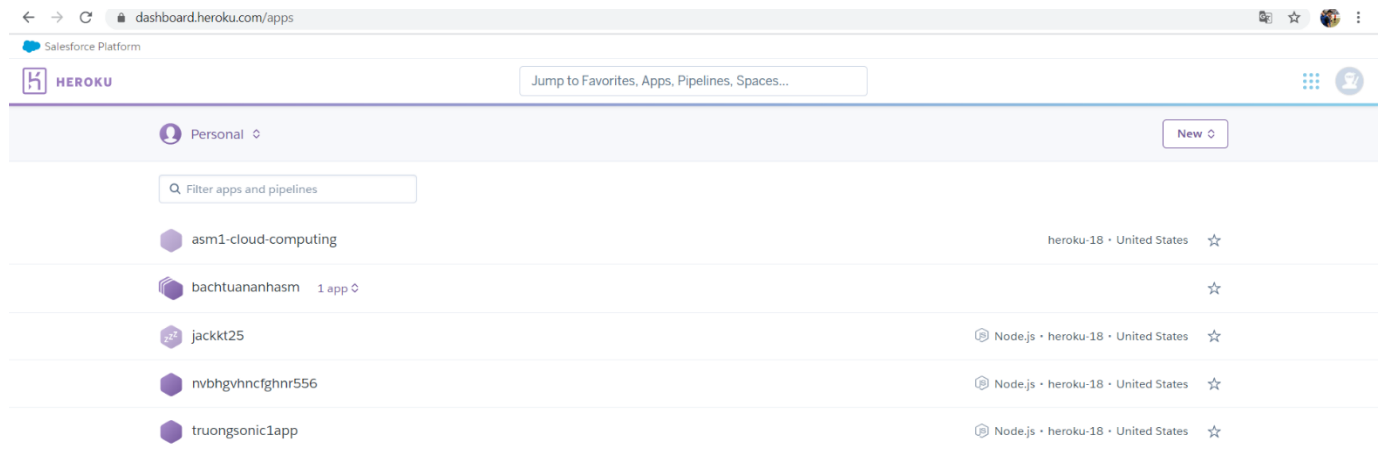 dashboard.heroku.com/apps
Salesforce Platform
HEROKU
Jump to Favorites, Apps, Pipelines, Spaces...
Personal
New
Filter apps and pipelines
asm1-cloud-computing heroku-18 • United States
bachtuananhasm 1 app
jackkt25 Node.js • heroku-18 • United States
nvbhgvhncfghnr556 Node.js • heroku-18 • United States
truongsonic1app Node.js • heroku-18 • United States